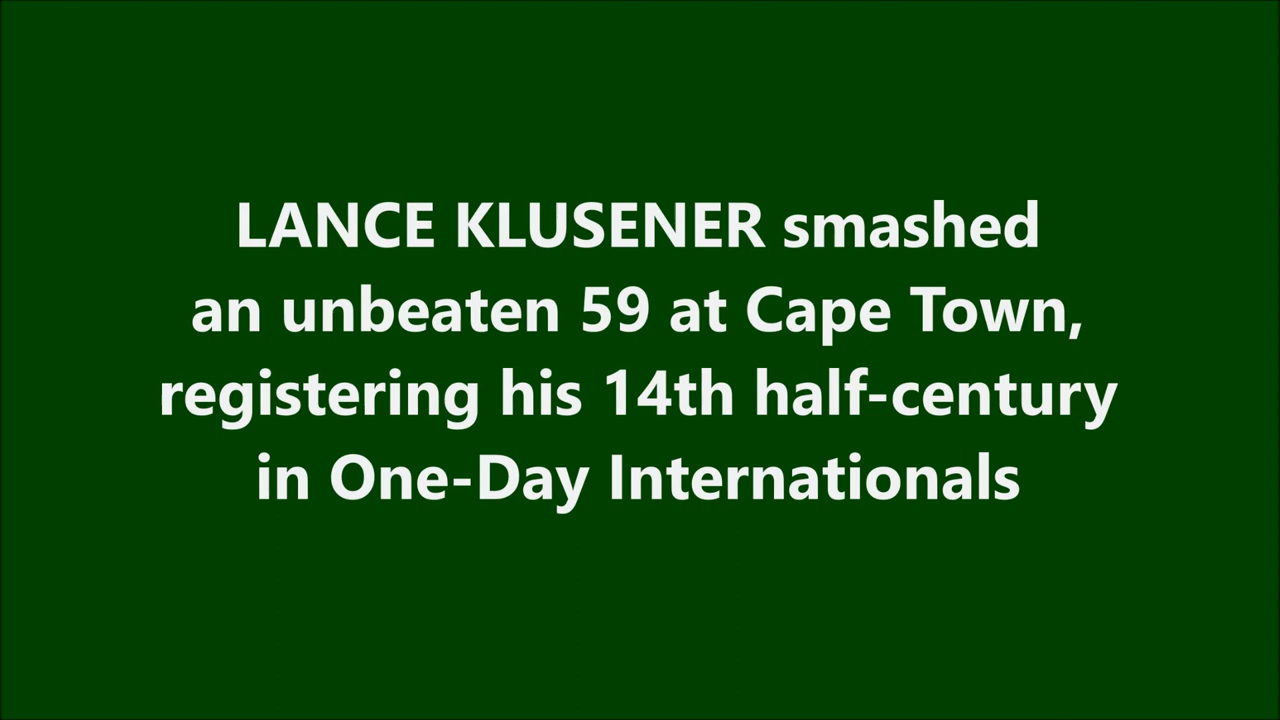 LANCE KLUSENER smashed
an unbeaten 59 at Cape Town,
registering his 14th half-century
in One-Day Internationals